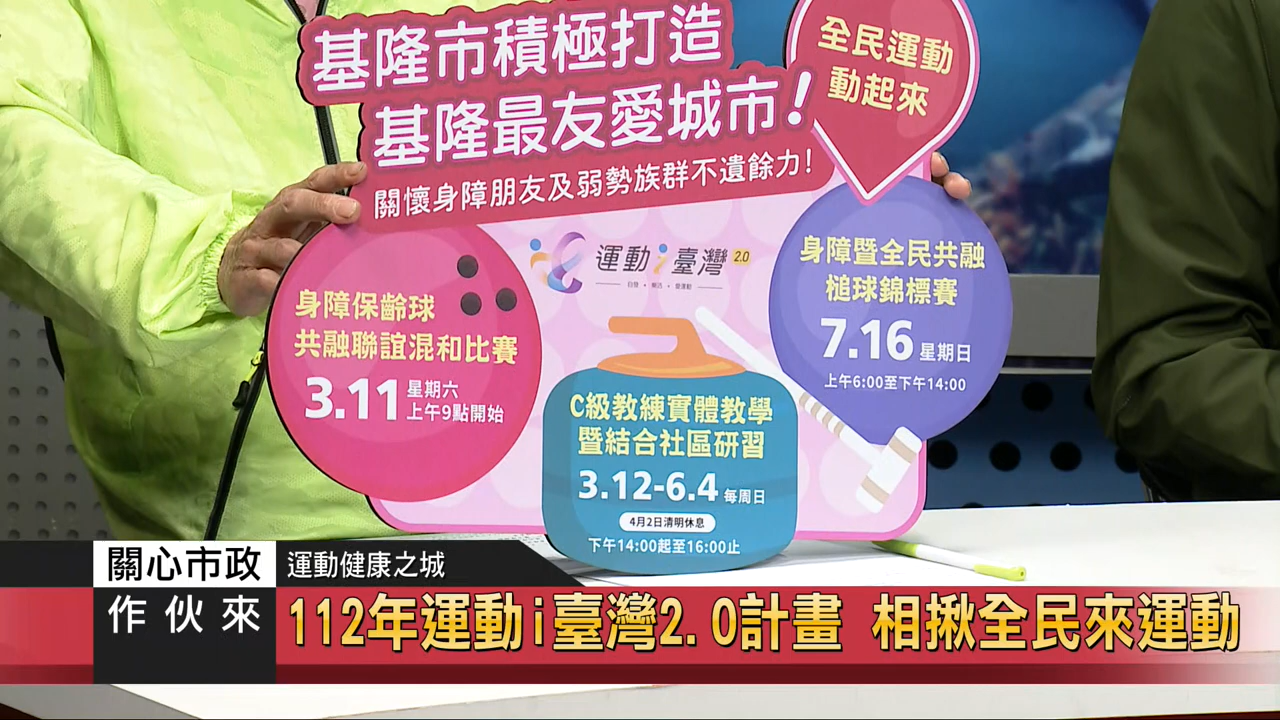 基隆市積極打造
基隆最友愛城市!
關懷身障朋友及弱勢族群不遺餘力!
全民運動
動起來
運動i臺灣2.0
身障保齡球
共融聯誼混和比賽
3.11 星期六
上午9點開始
C級教練實體教學
暨結合社區研習
3.12-6.4 每周日
4月2日清明休息
下午14:00起至16:00止
身障暨全民共融
槌球錦標賽
7.16 星期日
上午6:00至下午14:00
關心市政
作伙來
運動健康之城
112年運動i臺灣2.0計畫 相揪全民來運動